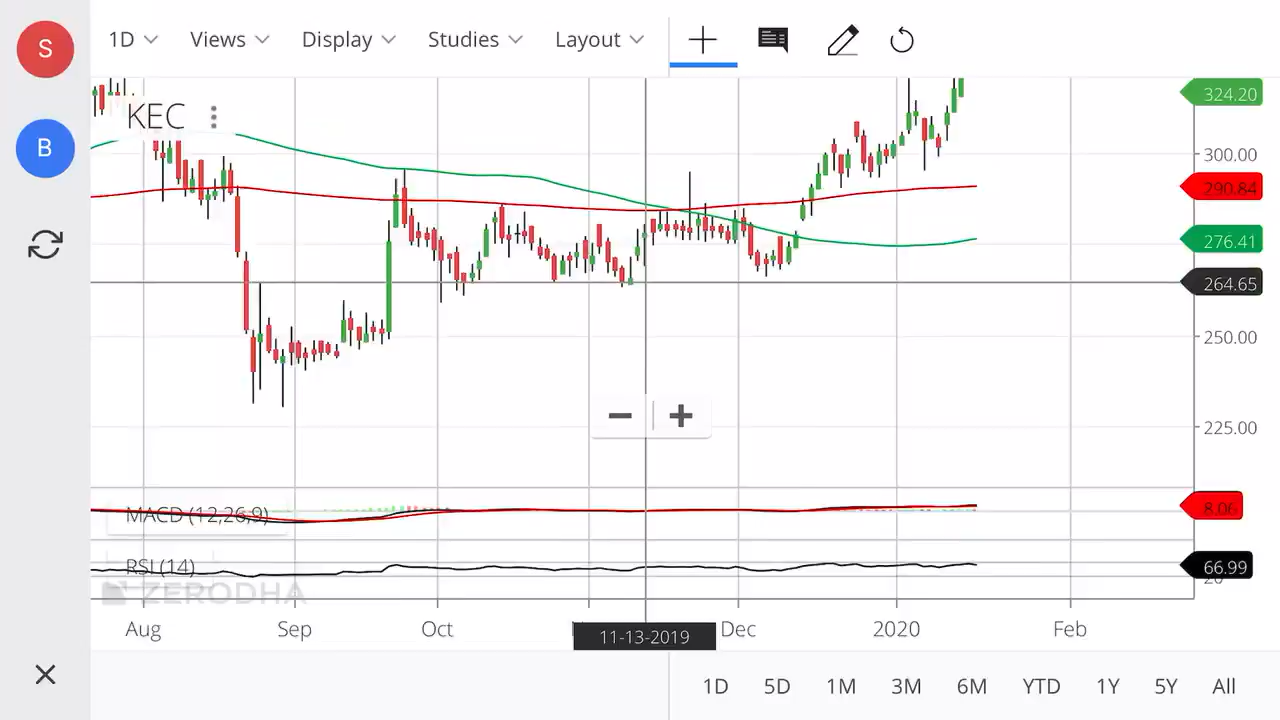 S
1D Views Display Studies Layout
KEC
B
324.20
300.00
290.84
276.41
264.65
250.00
225.00
MACD (12,26,9)
8.06
RSI (14)
66.99
20
ZERODHA
Aug Sep Oct Dec 2020 Feb
11-13-2019
1D 5D 1M 3M 6M YTD 1Y 5Y All